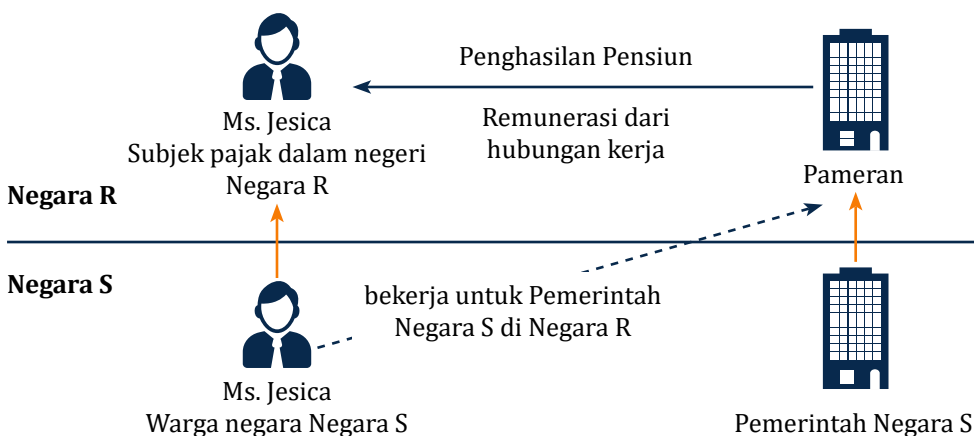 Penghasilan Pensiun
Ms. Jesica
Subjek pajak dalam negeri
Negara R
Remunerasi dari
hubungan kerja
Pameran
Negara R
Negara S
bekerja untuk Pemerintah
Negara S di Negara R
Ms. Jesica
Warga negara Negara S
Pemerintah Negara S